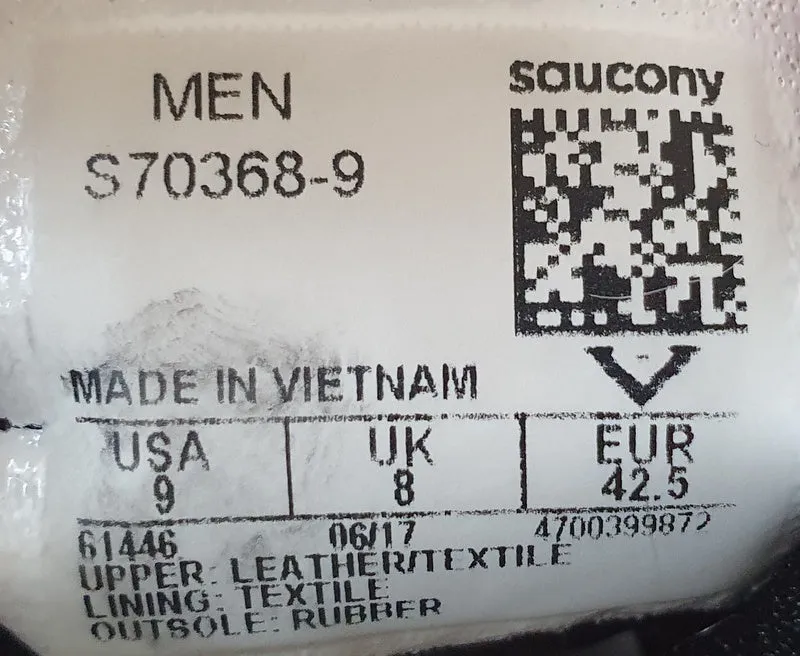 MEN
saucony
S70368-9
MADE IN VIETNAM
USA UK EUR
9 8 42.5
61446 06/17 4700399872
UPPER: LEATHER/TEXTILE
LINING: TEXTILE
OUTSOLE: RUBBER